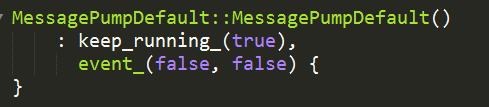 MessagePumpDefault::MessagePumpDefault()
    : keep_running_(true),
      event_(false, false) {
}